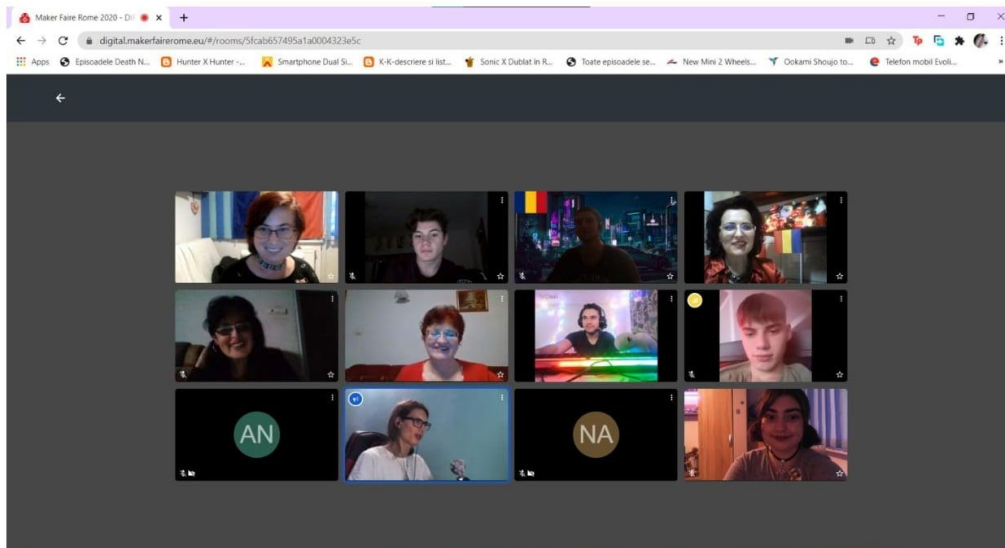 Maker Faire Rome 2020 - Di
digital.makerfairerome.eu/#/rooms/5fcab657495a1a0004323e5c
Apps Episoadele Death N... Hunter X Hunter -... Smartphone Dual Si... K-K-descriere si list... Sonic X Dublat in R... Toate episoadele se... New Mini 2 Wheels... Ookami Shoujo to... Telefon mobil Evoli...
AN
NA